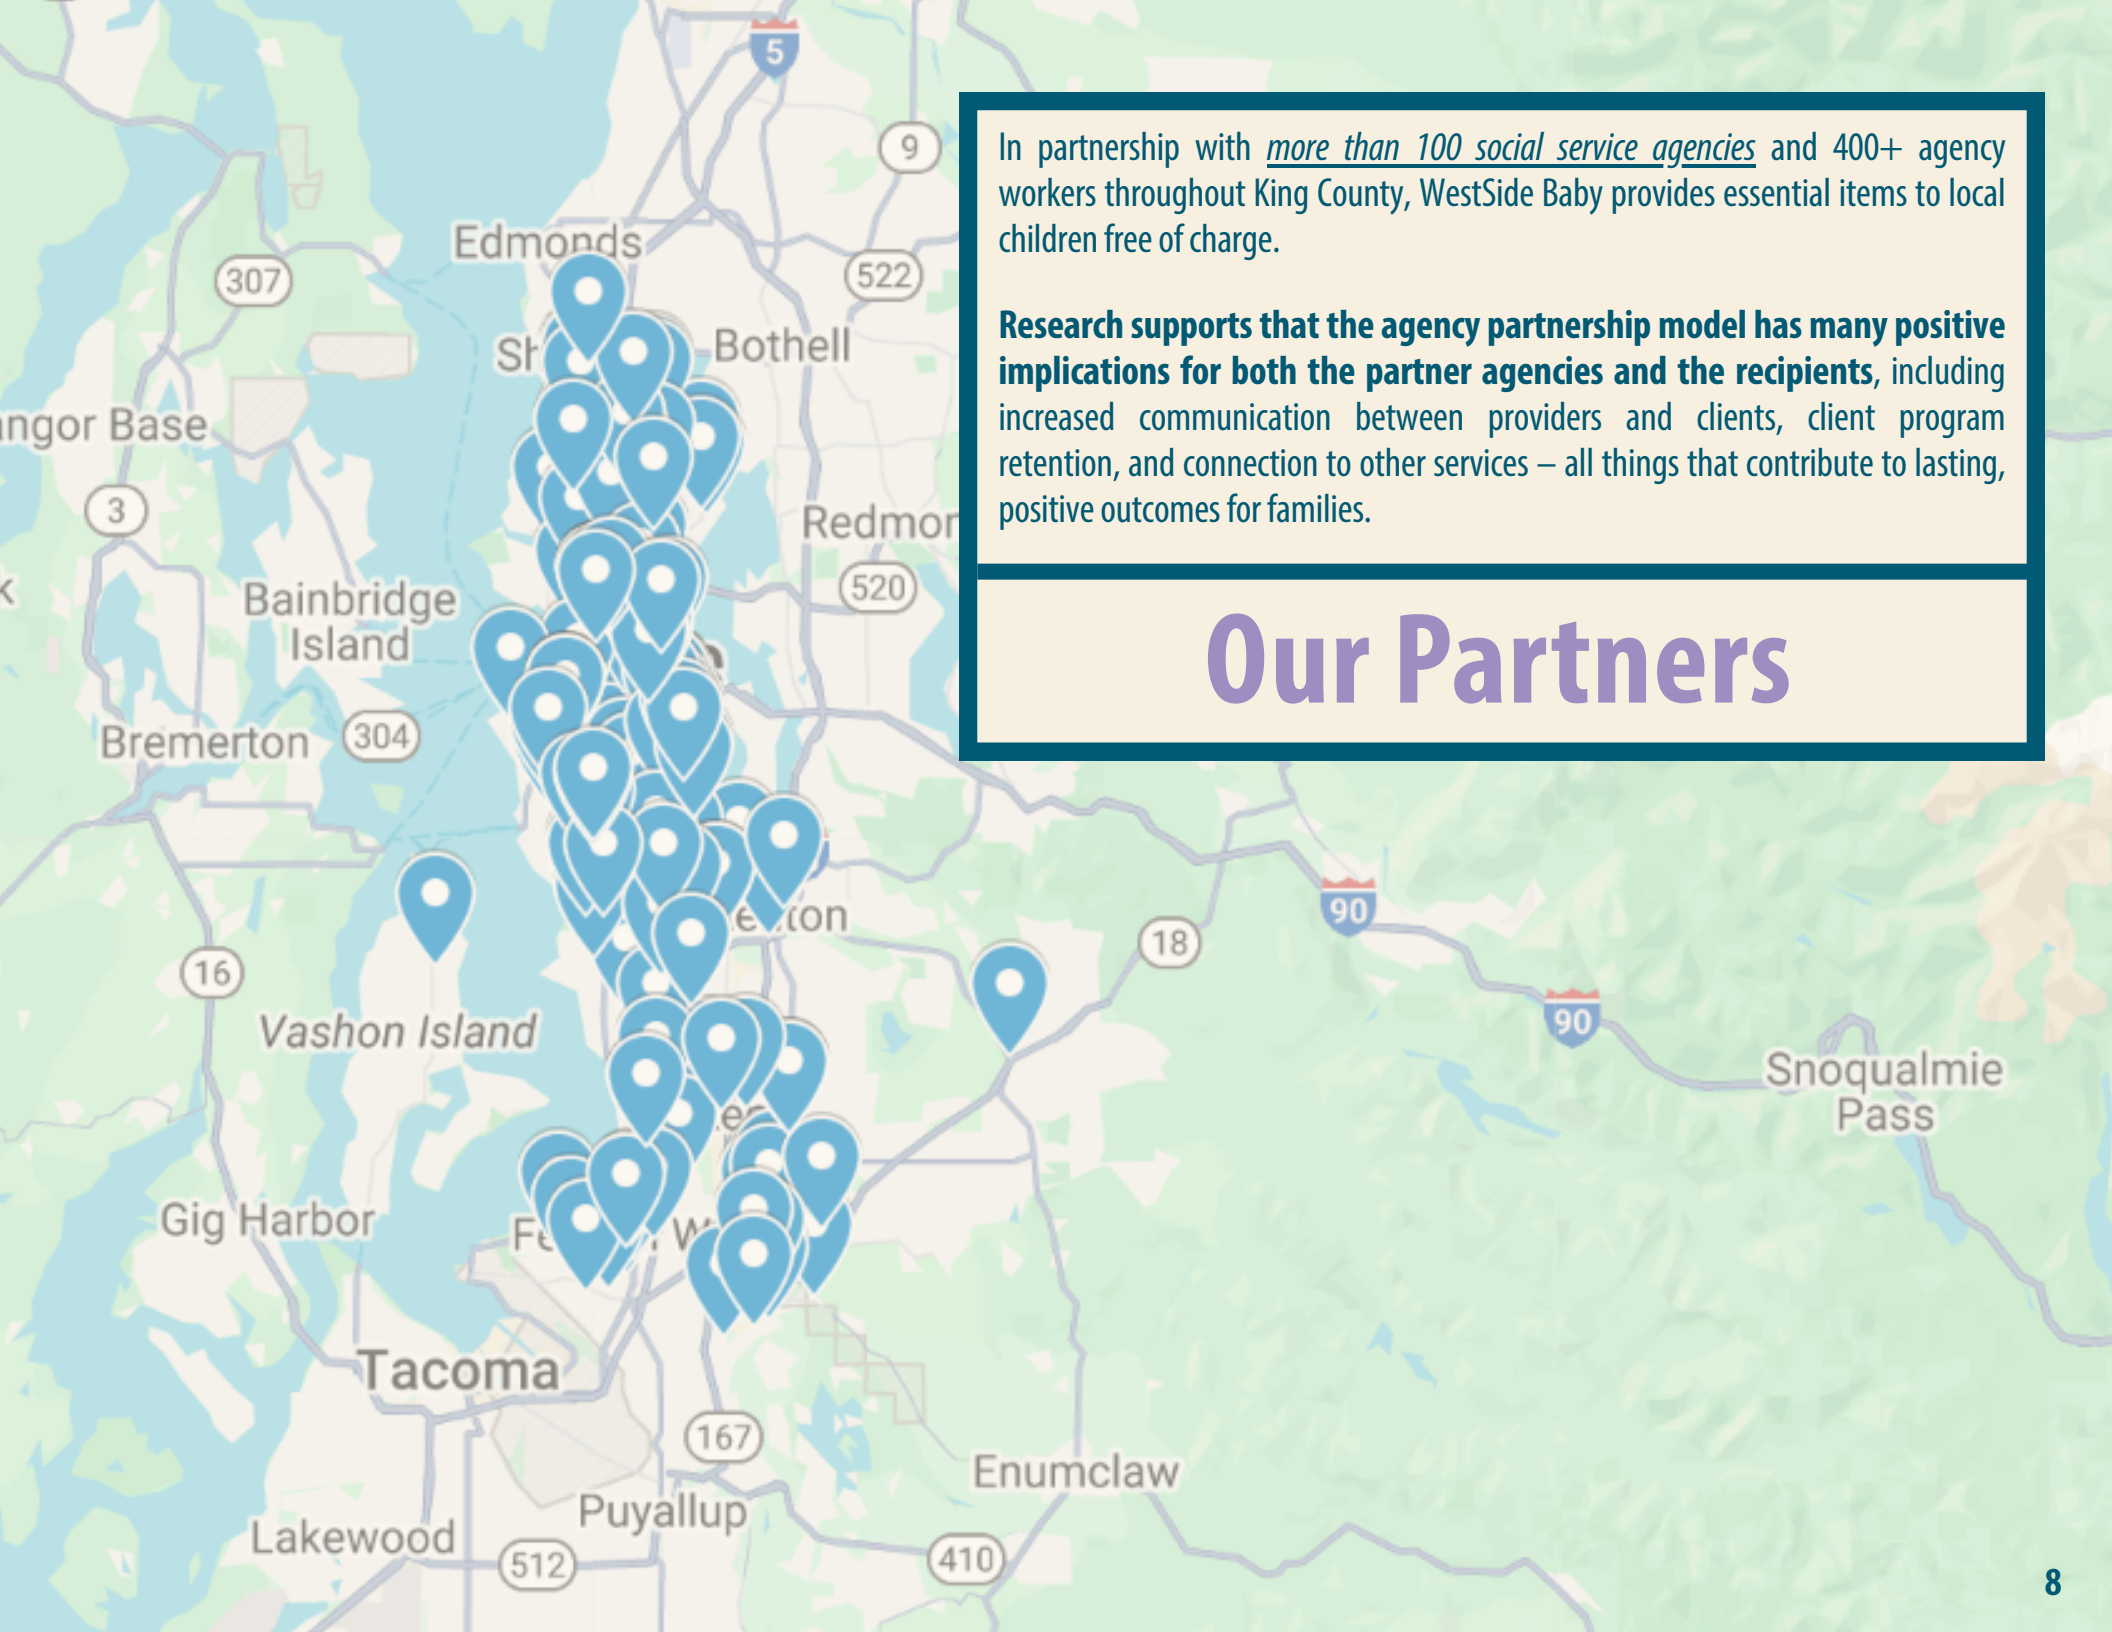 5
9
In partnership with more than 100 social service agencies and 400+ agency
workers throughout King County, WestSide Baby provides essential items to local
children free of charge.
Research supports that the agency partnership model has many positive
implications for both the partner agencies and the recipients, including
increased communication between providers and clients, client program
retention, and connection to other services – all things that contribute to lasting,
positive outcomes for families.
Our Partners
Edmonds
307
522
Sh
Bothell
ngor Base
3
Redmon
520
Bainbridge
Island
Bremerton
304
ton
90
18
16
90
Vashon Island
Snoqualmie
Pass
Gig Harbor
Fe
W
Tacoma
167
Enumclaw
Puyallup
Lakewood
512
410
8